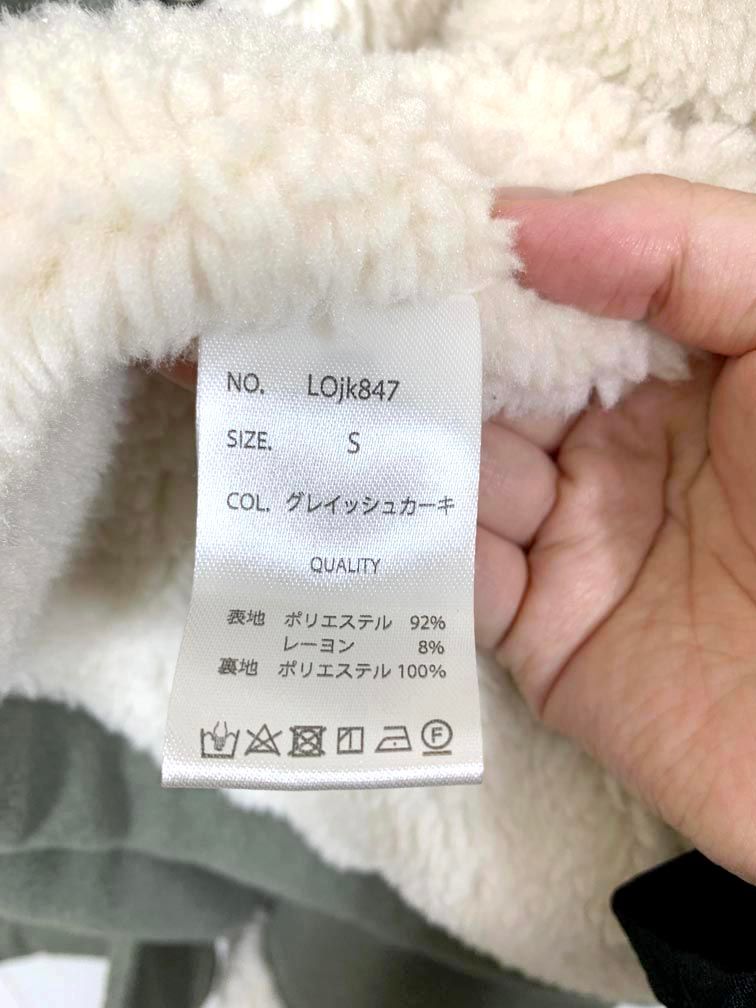 NO. LOjk847
SIZE. S
COL. グレイッシュカーキ
QUALITY
表地 ポリエステル 92%
レーヨン 8%
裏地 ポリエステル 100%
F